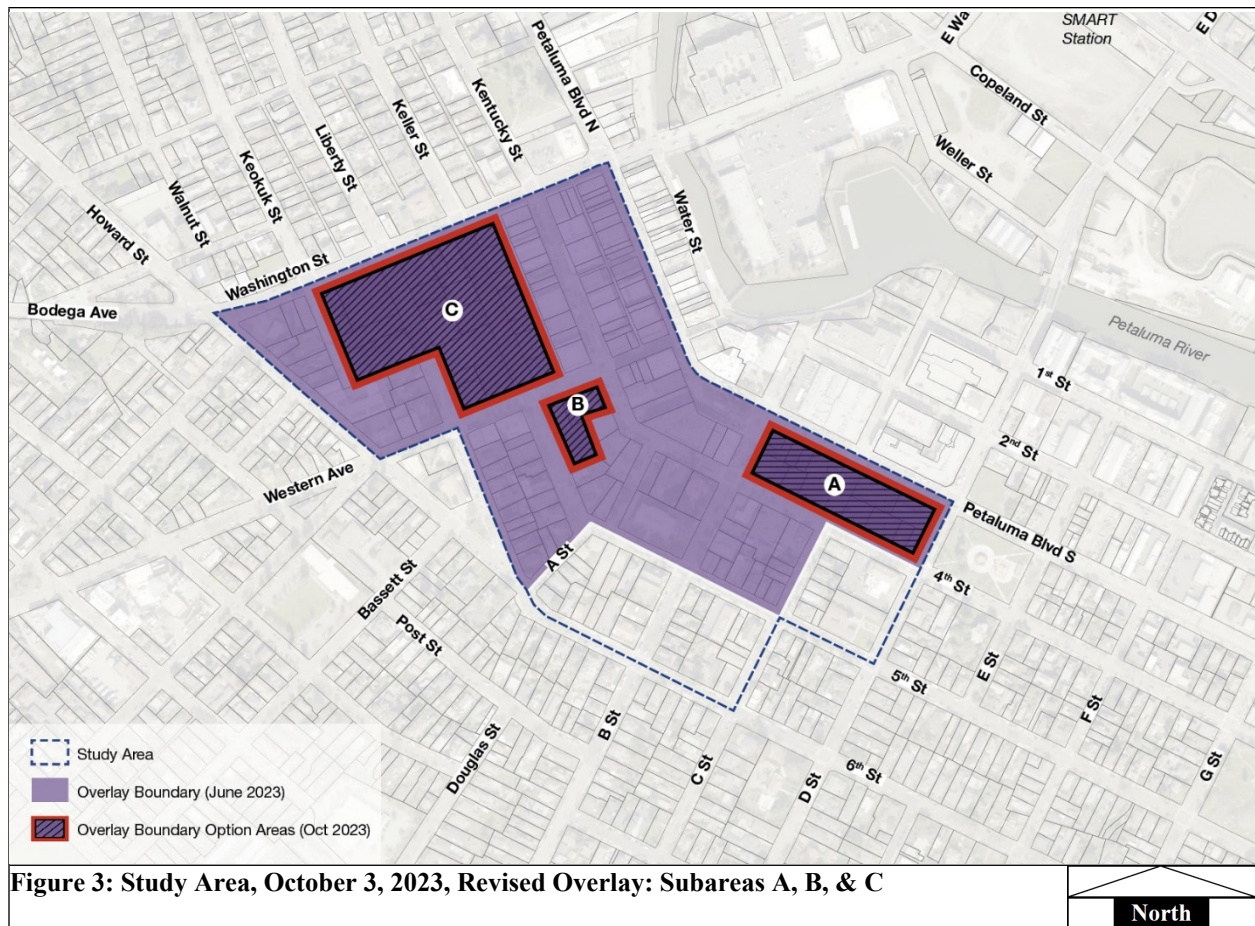 SMART
Station
E Wa
E D
Petaluma Blvd N
Copeland St
Kentucky St
Keller St
Weller St
Liberty St
Keokuk St
Walnut St
Howard St
Water St
Washington St
Bodega Ave
C
Petaluma River
1st St
B
2nd St
Western Ave
A
Petaluma Blvd S
A St
4th St
Bassett St
Post St
E St
5th St
F St
B St
Douglas St
C St
D St
6th St
G St
Study Area
Overlay Boundary (June 2023)
Overlay Boundary Option Areas (Oct 2023)
Figure 3: Study Area, October 3, 2023, Revised Overlay: Subareas A, B, & C
North